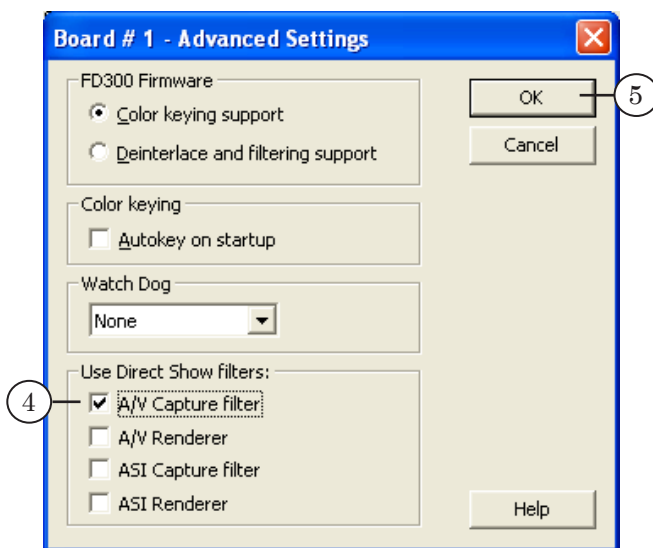 Board # 1 - Advanced Settings
FD300 Firmware
Color keying support
Deinterlace and filtering support
OK
5
Cancel
Color keying
Autokey on startup
Watch Dog
None
Use Direct Show filters:
4
A/V Capture filter
A/V Renderer
ASI Capture filter
ASI Renderer
Help